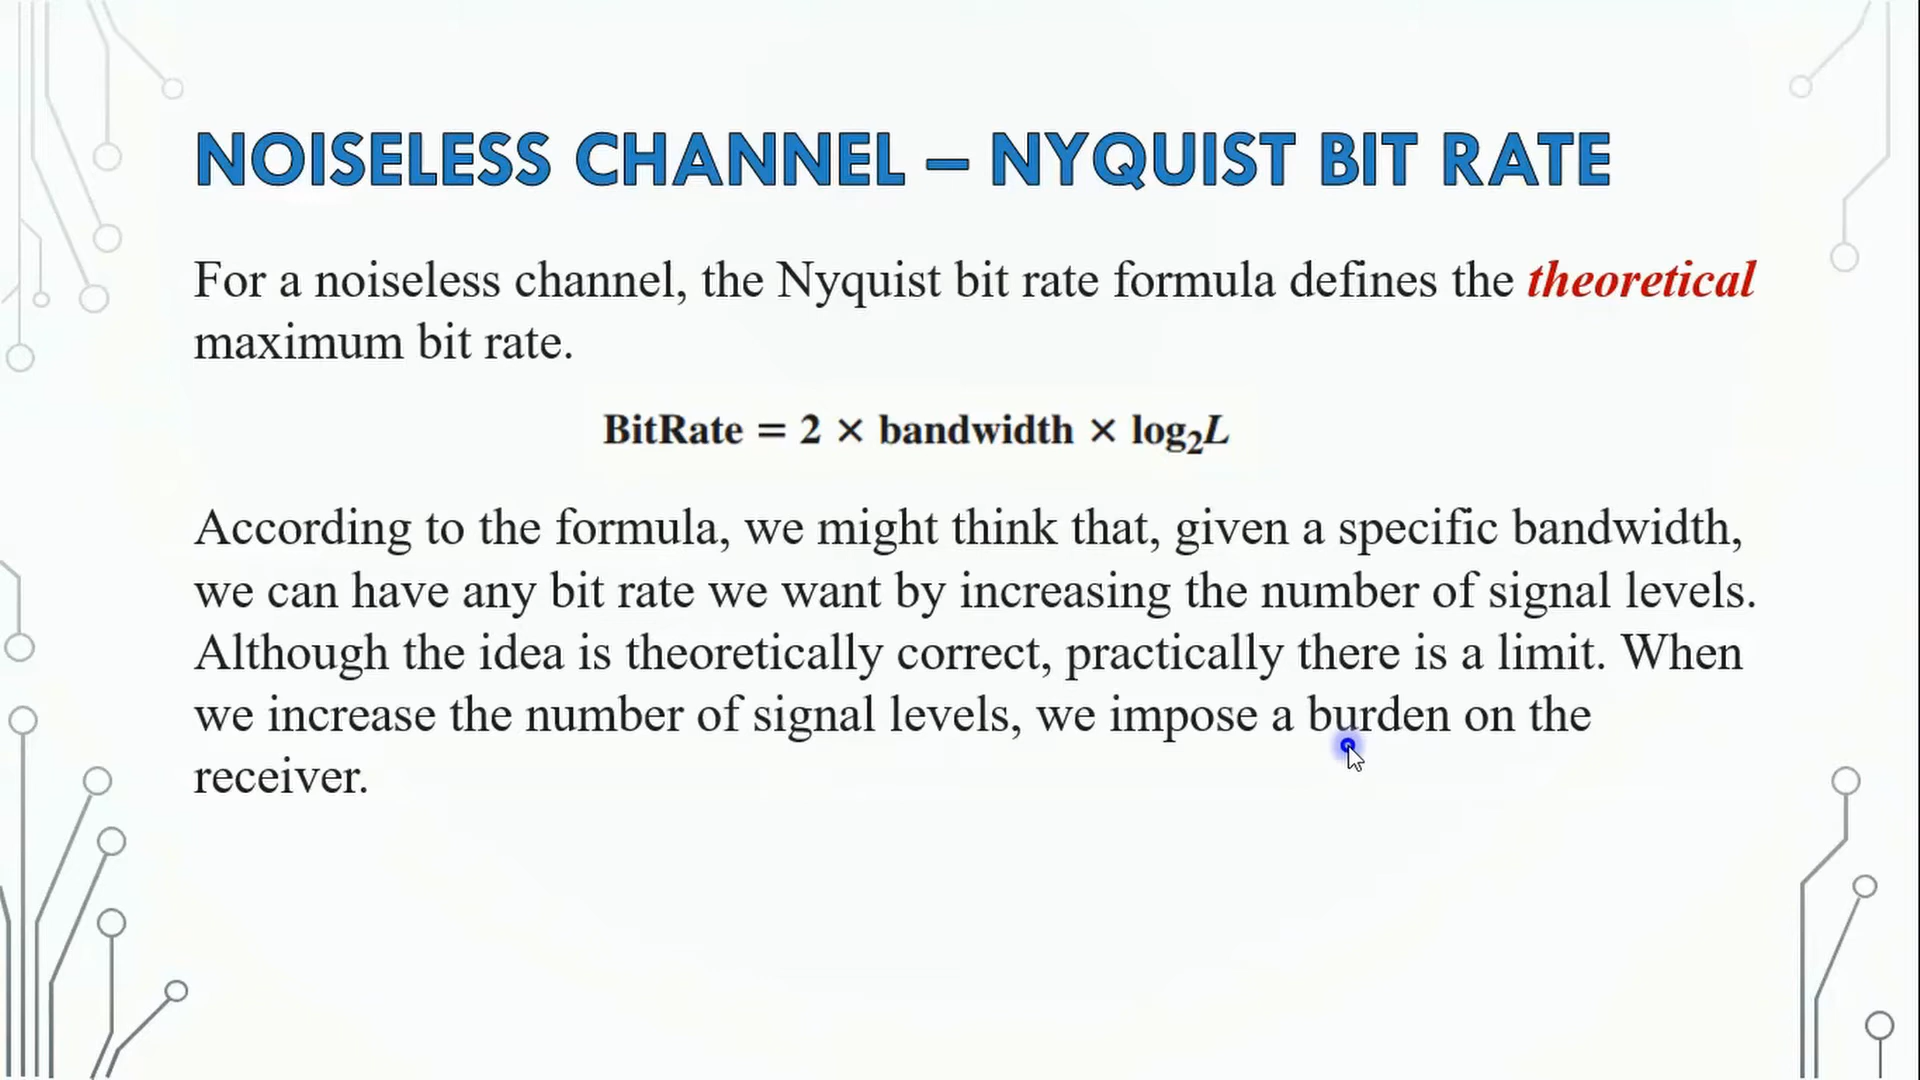 NOISELESS CHANNEL – NYQUIST BIT RATE
For a noiseless channel, the Nyquist bit rate formula defines the theoretical
maximum bit rate.
BitRate = 2 × bandwidth × log₂L
According to the formula, we might think that, given a specific bandwidth,
we can have any bit rate we want by increasing the number of signal levels.
Although the idea is theoretically correct, practically there is a limit. When
we increase the number of signal levels, we impose a burden on the
receiver.